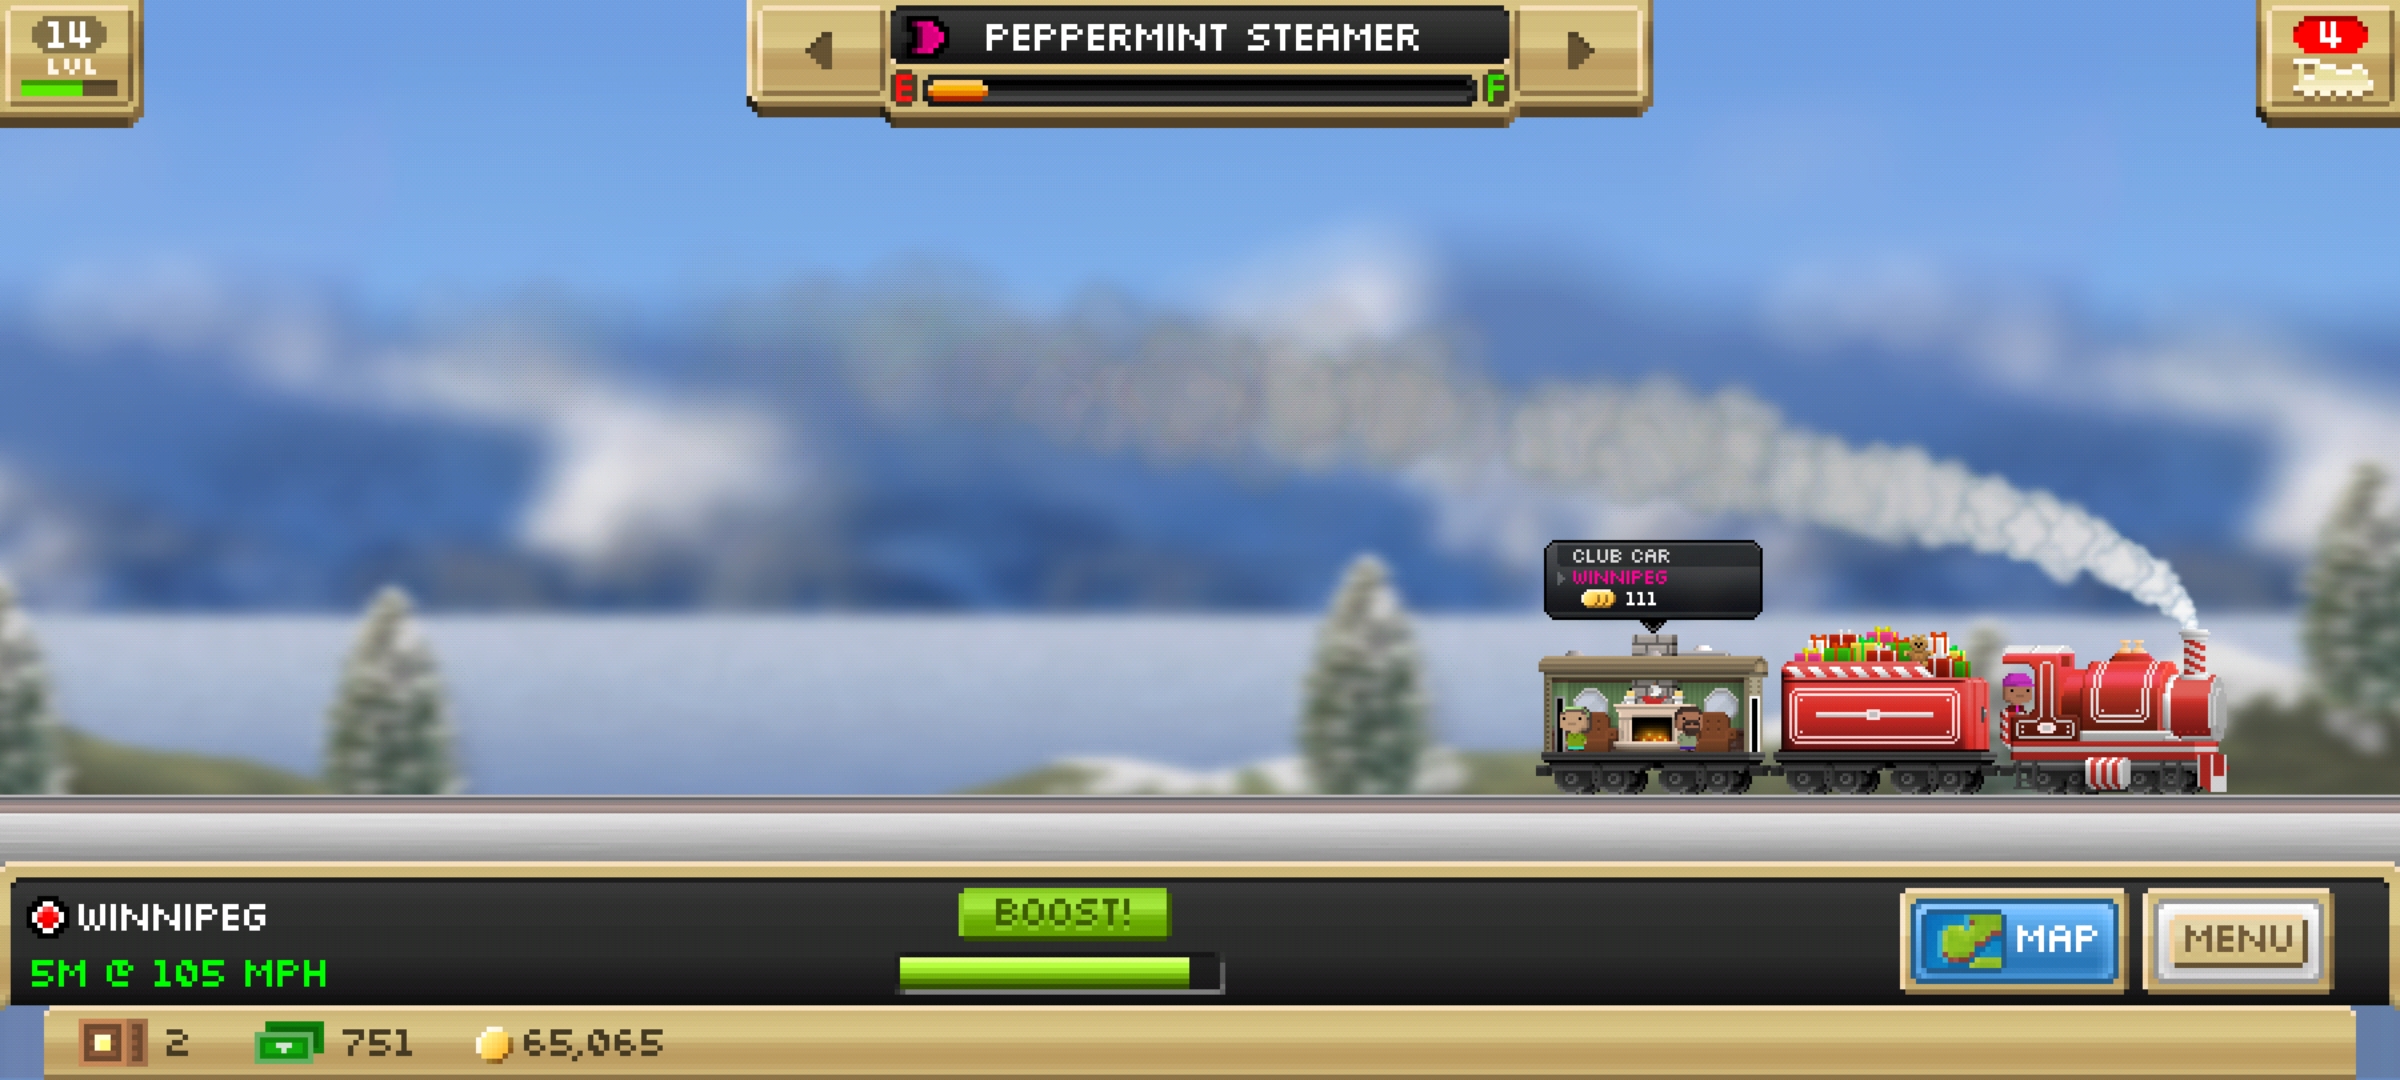 14
LVL
PEPPERMINT STEAMER
E
F
4
CLUB CAR
WINNIPEG
111
WINNIPEG
5M @ 105 MPH
BOOST!
MAP
MENU
2
751
65,065